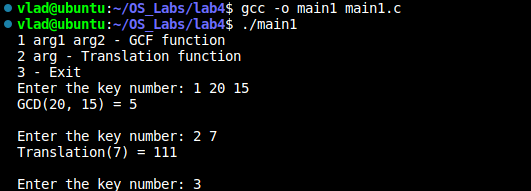 vlad@ubuntu:~/OS_Labs/lab4$ gcc -o main1 main1.c
vlad@ubuntu:~/OS_Labs/lab4$ ./main1
1 arg1 arg2 - GCF function
2 arg - Translation function
3 - Exit
Enter the key number: 1 20 15
GCD(20, 15) = 5
Enter the key number: 2 7
Translation(7) = 111
Enter the key number: 3